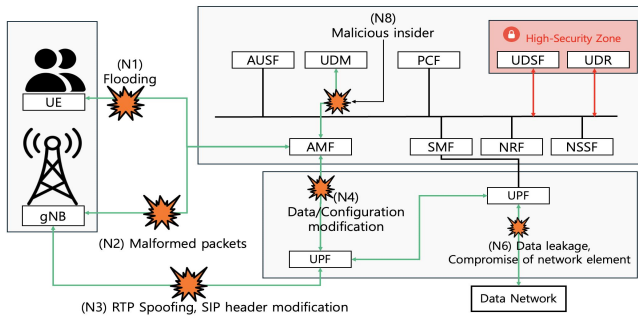 (N8)
Malicious insider
High-Security Zone
(N1)
Flooding
AUSF
UDM
PCF
UDSF
UDR
UE
AMF
SMF
NRF
NSSF
gNB
(N4)
Data/Configuration
modification
UPF
(N2) Malformed packets
(N6) Data leakage,
Compromise of network element
UPF
Data Network
(N3) RTP Spoofing, SIP header modification